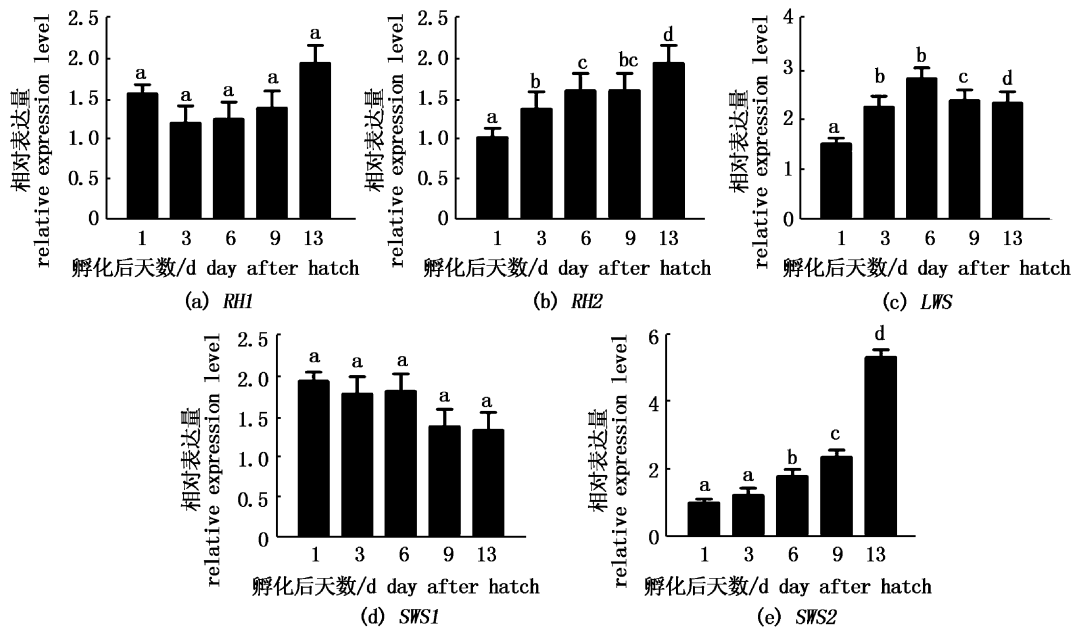 相对表达量
relative expression level
2.5
2.0
1.5
1.0
0.5
0
a
a
a
a
a
1 3 6 9 13
孵化后天数/d day after hatch
(a) RH1
相对表达量
relative expression level
2.5
2.0
1.5
1.0
0.5
0
a
b
c
bc
d
1 3 6 9 13
孵化后天数/d day after hatch
(b) RH2
相对表达量
relative expression level
4
3
2
1
0
a
b
b
c
d
1 3 6 9 13
孵化后天数/d day after hatch
(c) LWS
相对表达量
relative expression level
2.5
2.0
1.5
1.0
0.5
0
a
a
a
a
a
1 3 6 9 13
孵化后天数/d day after hatch
(d) SWS1
相对表达量
relative expression level
6
4
2
0
a
a
b
c
d
1 3 6 9 13
孵化后天数/d day after hatch
(e) SWS2